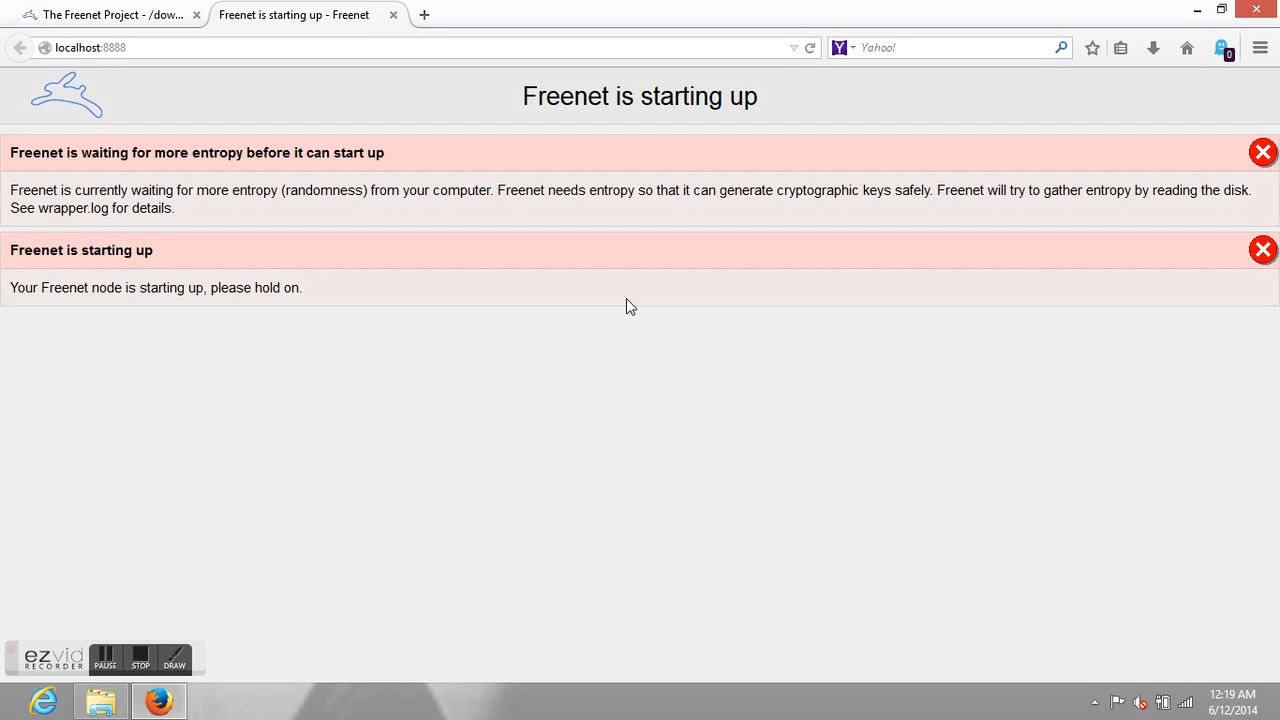 The Freenet Project - /dow...
Freenet is starting up - Freenet
localhost:8888
Yahoo!
0
Freenet is starting up
Freenet is waiting for more entropy before it can start up
Freenet is currently waiting for more entropy (randomness) from your computer. Freenet needs entropy so that it can generate cryptographic keys safely. Freenet will try to gather entropy by reading the disk.
See wrapper.log for details.
Freenet is starting up
Your Freenet node is starting up, please hold on.
ezvid
RECORDER
PAUSE
STOP
DRAW
12:19 AM
6/12/2014